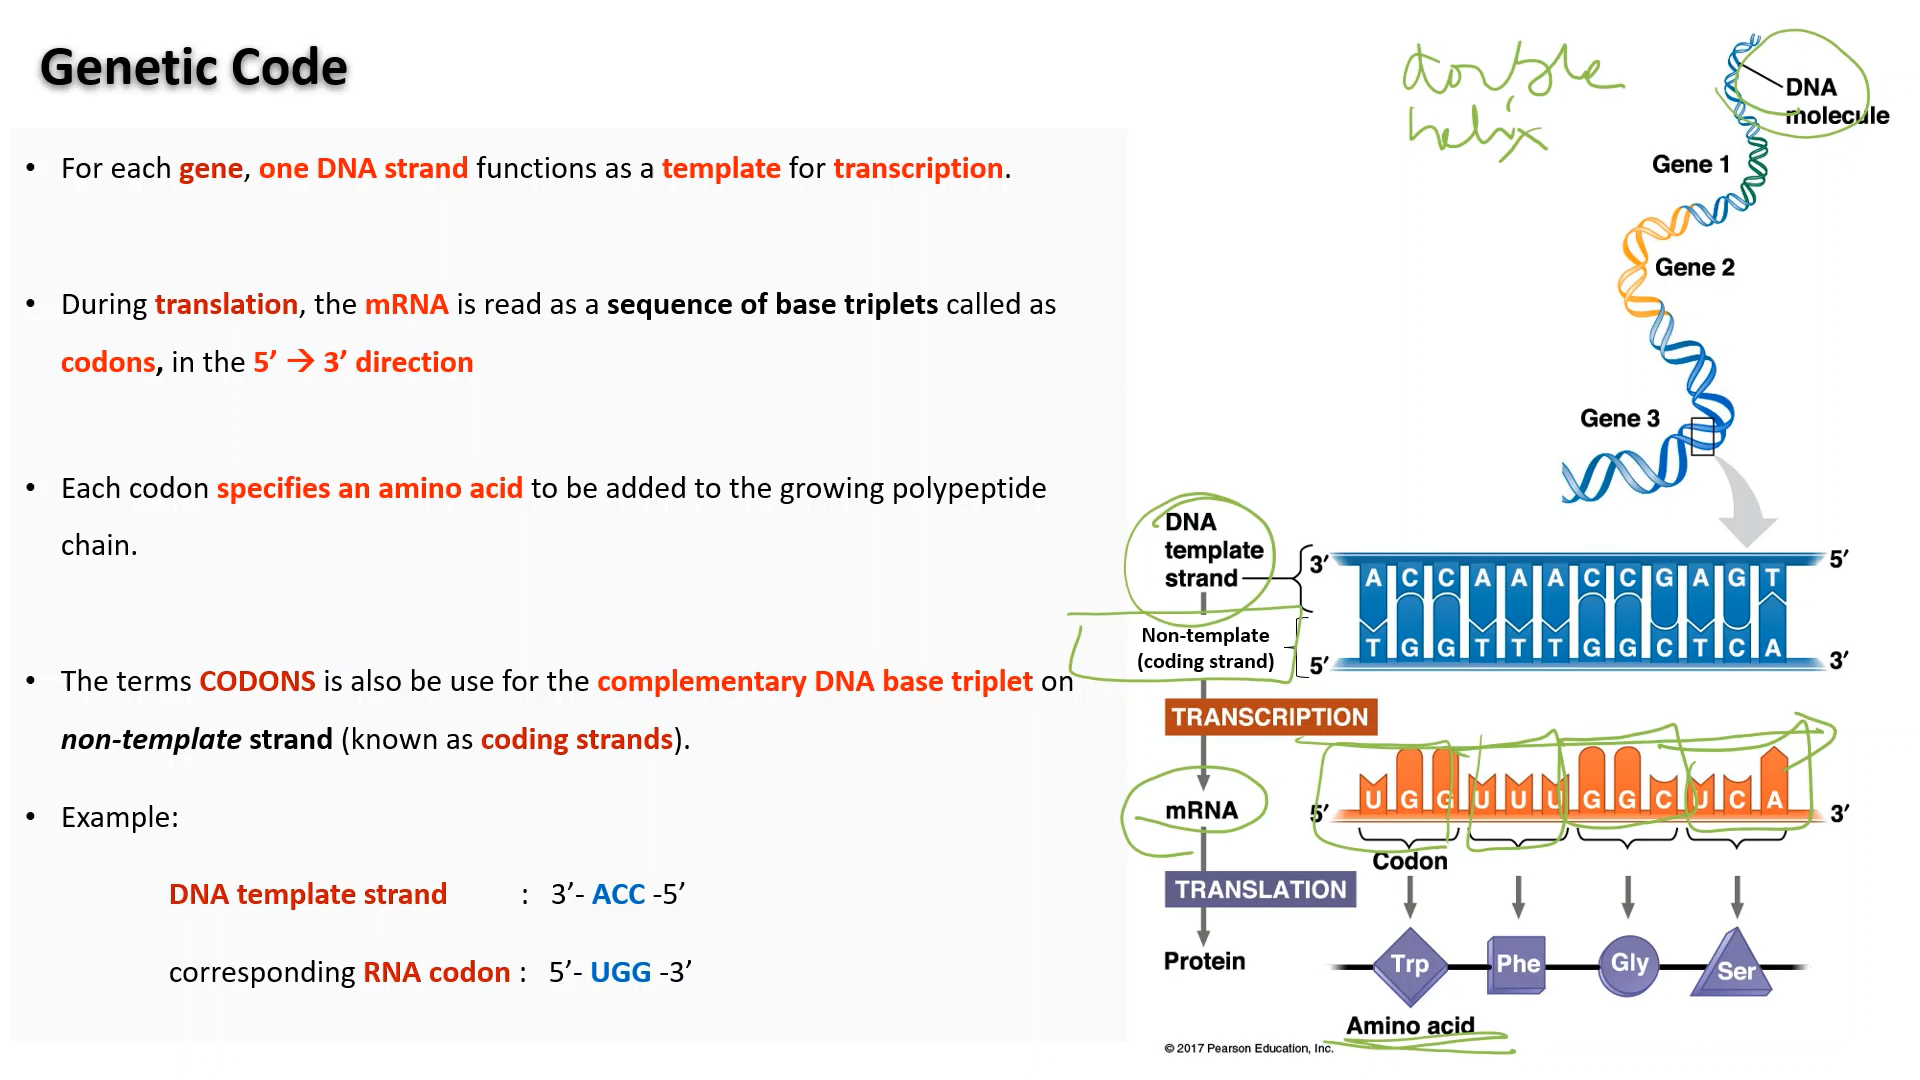 Genetic Code
• For each gene, one DNA strand functions as a template for transcription.
• During translation, the mRNA is read as a sequence of base triplets called as
codons, in the 5’ → 3’ direction
• Each codon specifies an amino acid to be added to the growing polypeptide
chain.
• The terms CODONS is also be use for the complementary DNA base triplet on
non-template strand (known as coding strands).
• Example:
DNA template strand : 3’- ACC -5’
corresponding RNA codon : 5’- UGG -3’
double
helix
DNA
molecule
Gene 1
Gene 2
Gene 3
DNA
template
strand
3’ 5’
A C C A A A C C G A G T
Non-template
(coding strand)
T G G T T T G G C T C A
5’ 3’
TRANSCRIPTION
mRNA
5’ U G G U U U G G C U C A 3’
Codon
TRANSLATION
Protein
Trp Phe Gly Ser
Amino acid
© 2017 Pearson Education, Inc.